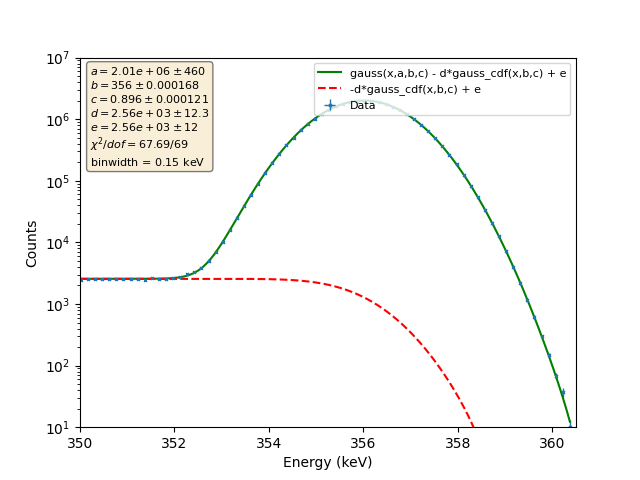 a = 2.01e + 06 ± 460
b = 356 ± 0.000168
c = 0.896 ± 0.000121
d = 2.56e + 03 ± 12.3
e = 2.56e + 03 ± 12
χ²/dof = 67.69/69
binwidth = 0.15 keV
gauss(x,a,b,c) - d*gauss_cdf(x,b,c) + e
-d*gauss_cdf(x,b,c) + e
Data
10⁷
10⁶
10⁵
10⁴
10³
10²
10¹
Counts
350 352 354 356 358 360
Energy (keV)